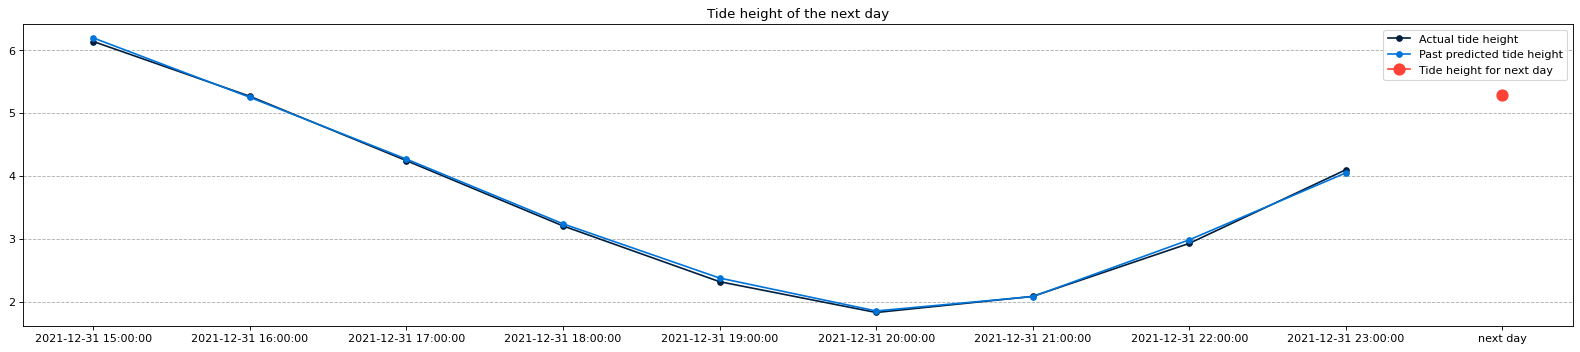 Tide height of the next day
Actual tide height
Past predicted tide height
Tide height for next day
6
5
4
3
2
2021-12-31 15:00:00 2021-12-31 16:00:00 2021-12-31 17:00:00 2021-12-31 18:00:00 2021-12-31 19:00:00 2021-12-31 20:00:00 2021-12-31 21:00:00 2021-12-31 22:00:00 2021-12-31 23:00:00 next day